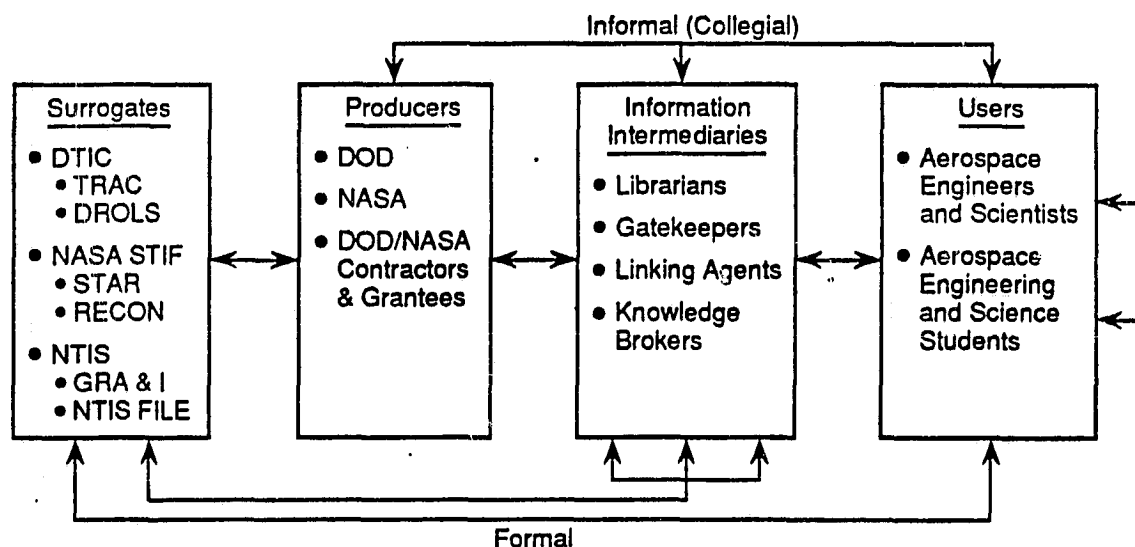 Informal (Collegial)
Surrogates
• DTIC
• TRAC
• DROLS
• NASA STIF
• STAR
• RECON
• NTIS
• GRA & I
• NTIS FILE
Producers
• DOD
• NASA
• DOD/NASA
Contractors
& Grantees
Information
Intermediaries
• Librarians
• Gatekeepers
• Linking Agents
• Knowledge
Brokers
Users
• Aerospace
Engineers
and Scientists
• Aerospace
Engineering
and Science
Students
Formal